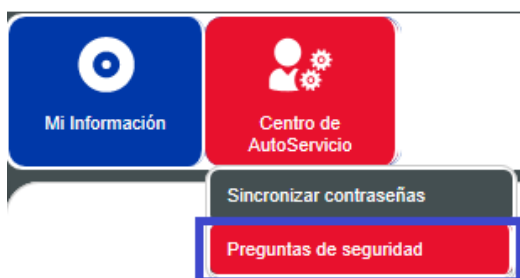 Mi Información
Centro de
AutoServicio
Sincronizar contraseñas
Preguntas de seguridad